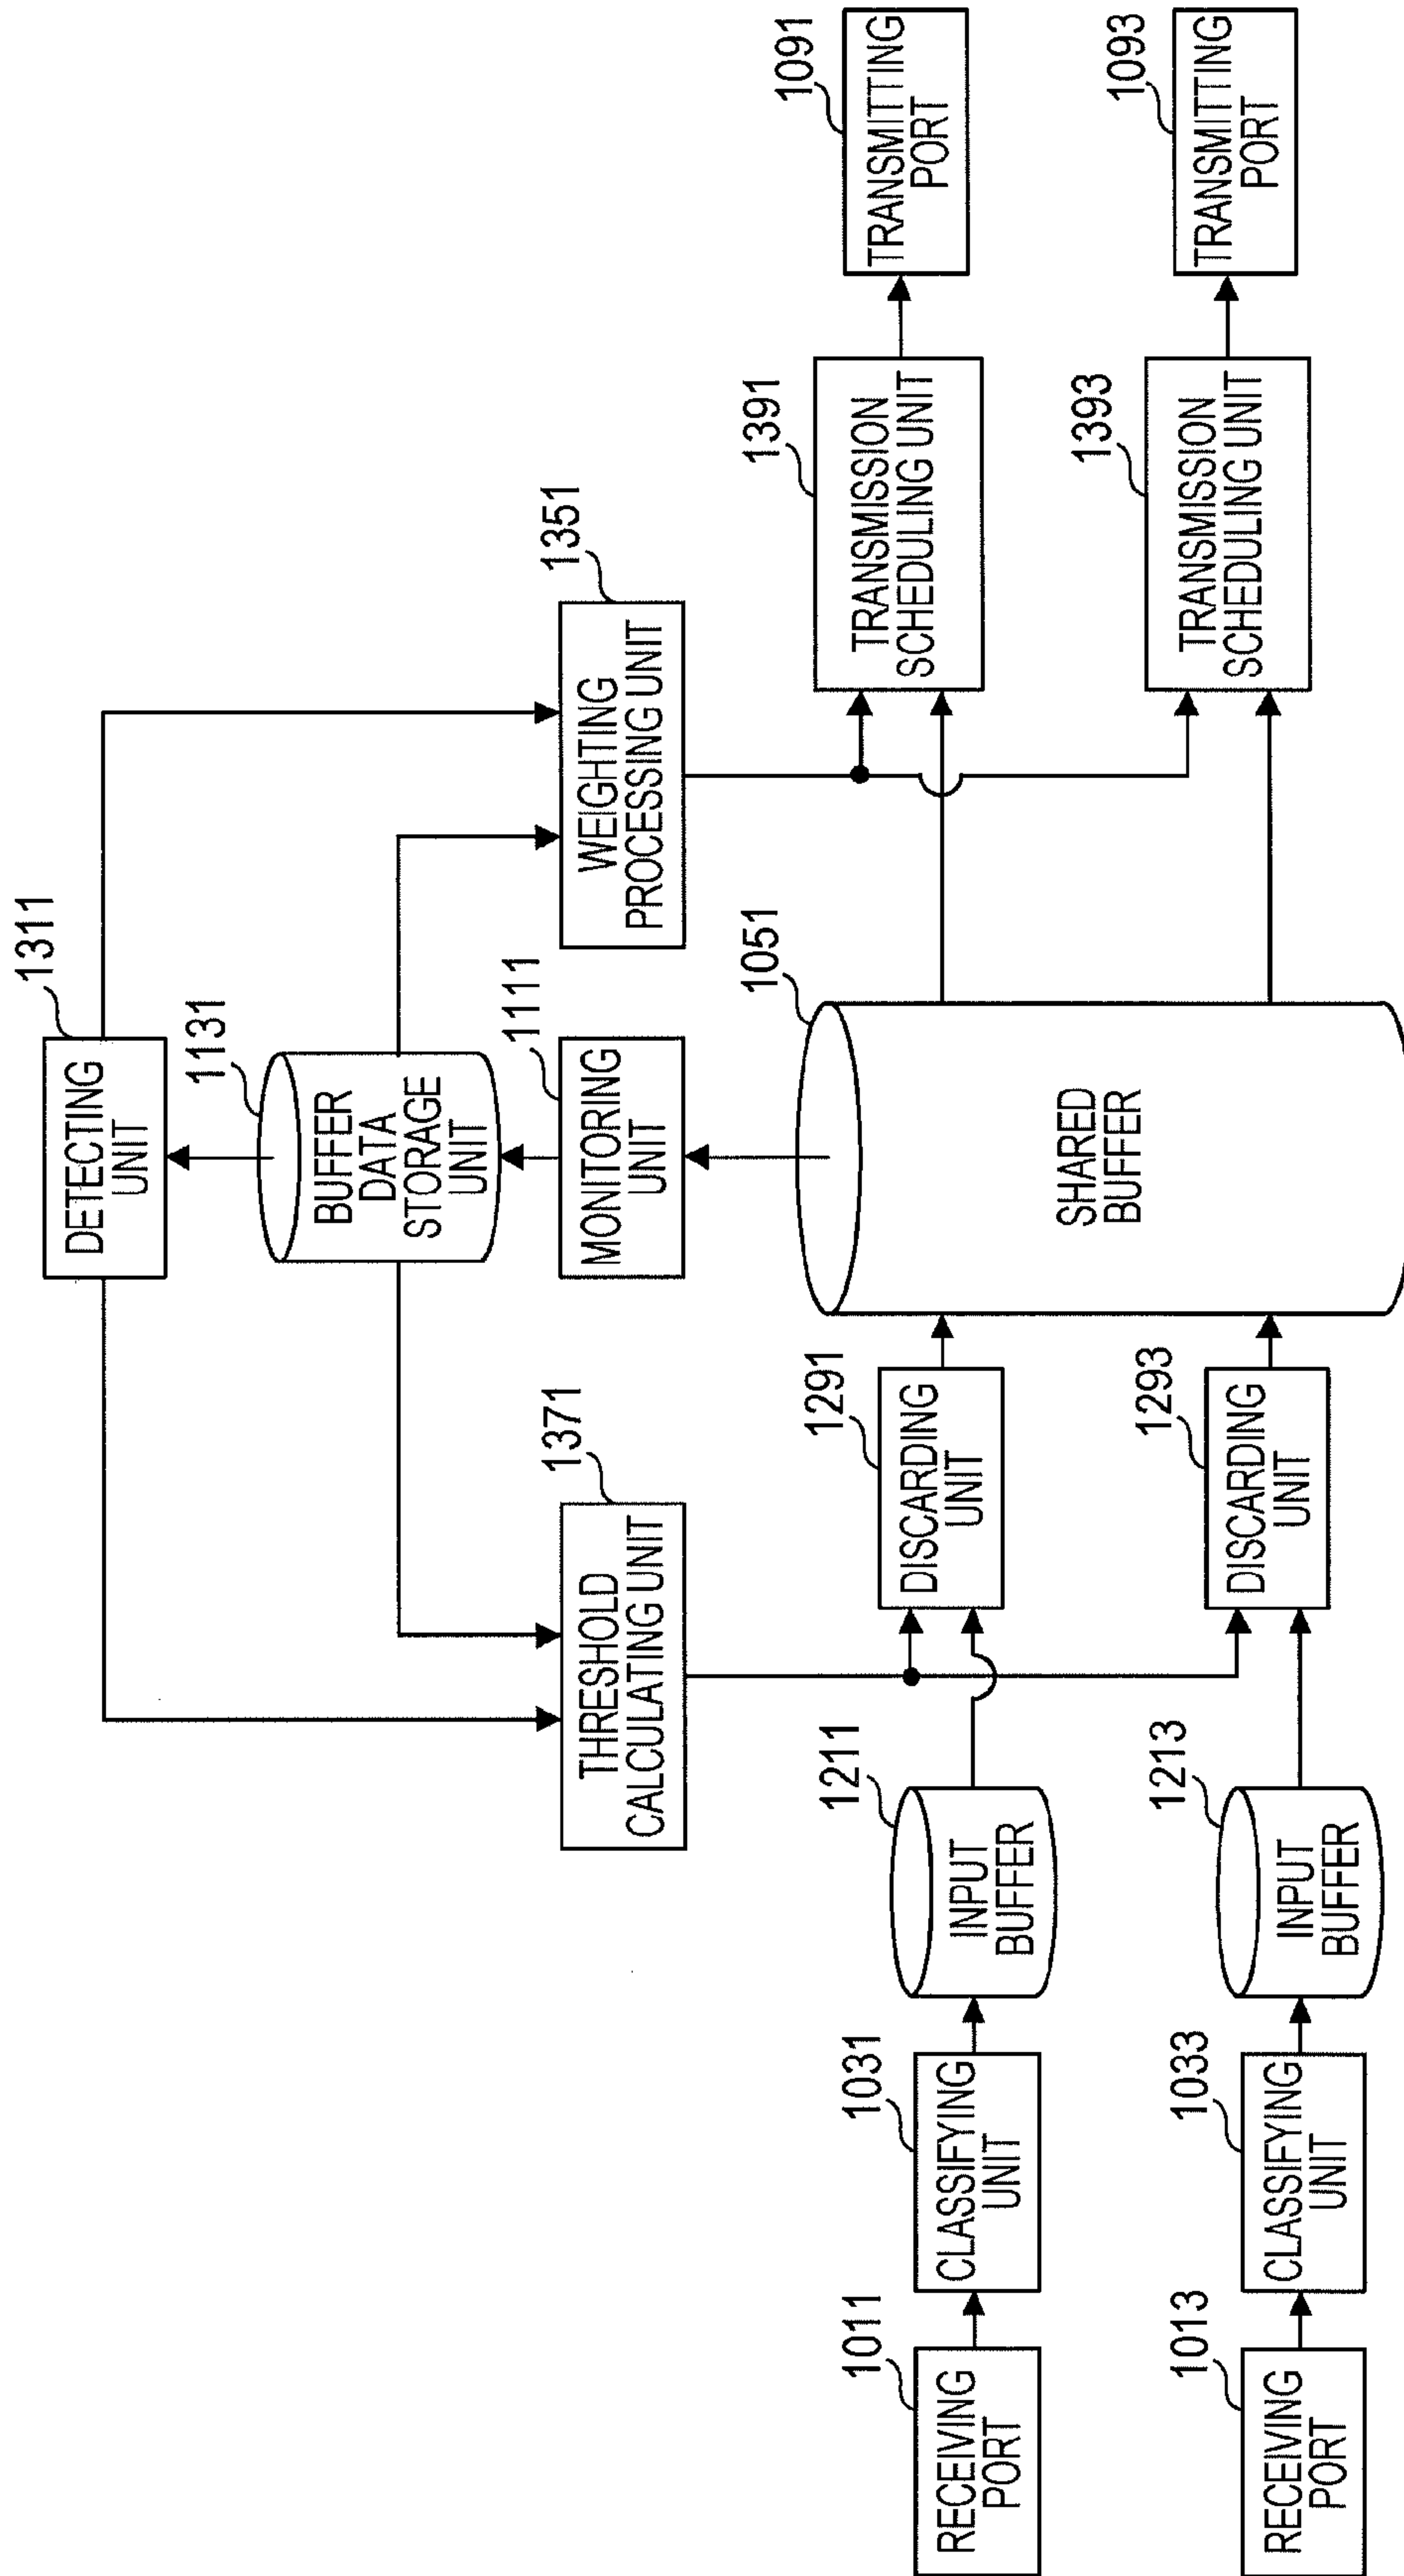 1311
DETECTING
UNIT
1131
BUFFER
DATA
STORAGE
UNIT
1371
THRESHOLD
CALCULATING UNIT
1111
MONITORING
UNIT
1351
WEIGHTING
PROCESSING UNIT
1011
RECEIVING
PORT
1031
CLASSIFYING
UNIT
1211
INPUT
BUFFER
1291
DISCARDING
UNIT
1051
SHARED
BUFFER
1391
TRANSMISSION
SCHEDULING UNIT
1091
TRANSMITTING
PORT
1013
RECEIVING
PORT
1033
CLASSIFYING
UNIT
1213
INPUT
BUFFER
1293
DISCARDING
UNIT
1393
TRANSMISSION
SCHEDULING UNIT
1093
TRANSMITTING
PORT